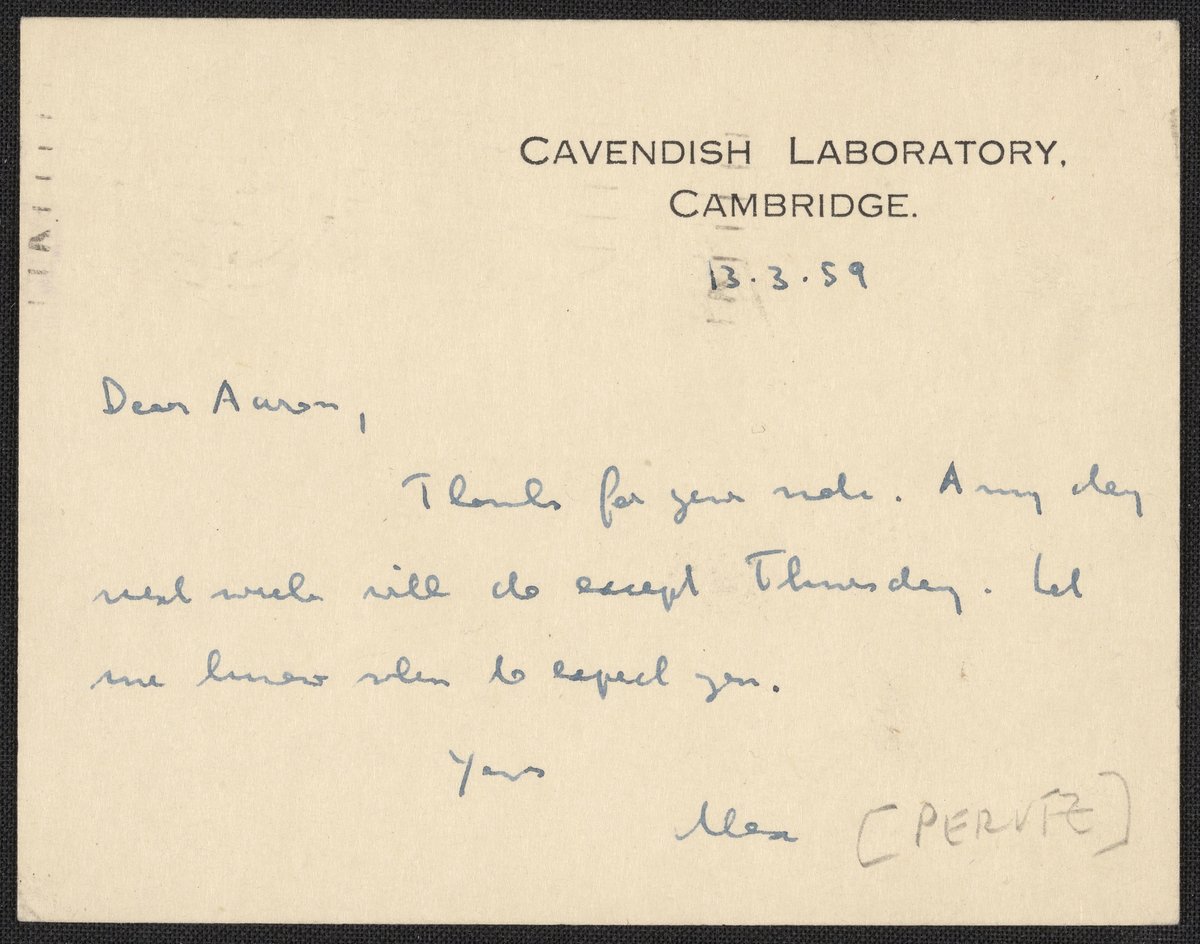 CAVENDISH LABORATORY,
CAMBRIDGE.
13.3.59
Dear Aaron,
Thanks for your note. Any day
next week will do except Thursday. Let
me know when to expect you.
Yours
Max [PERUTZ]